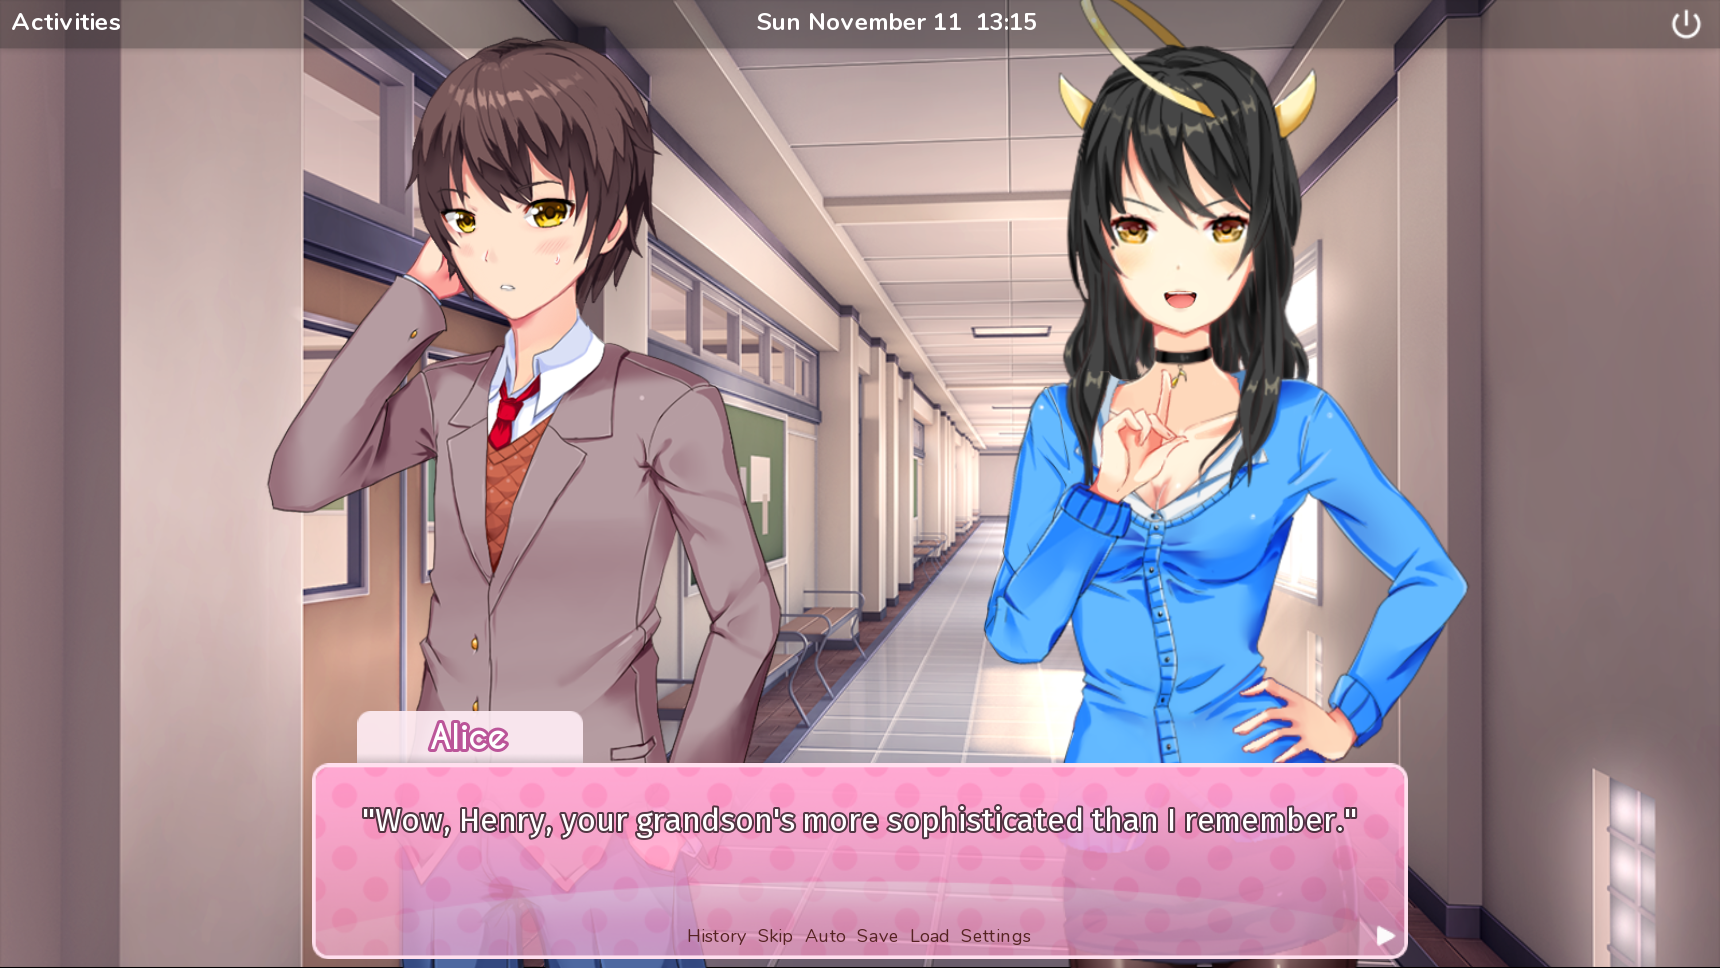 Activities
Sun November 11 13:15
Alice
"Wow, Henry, your grandson's more sophisticated than I remember."
History Skip Auto Save Load Settings